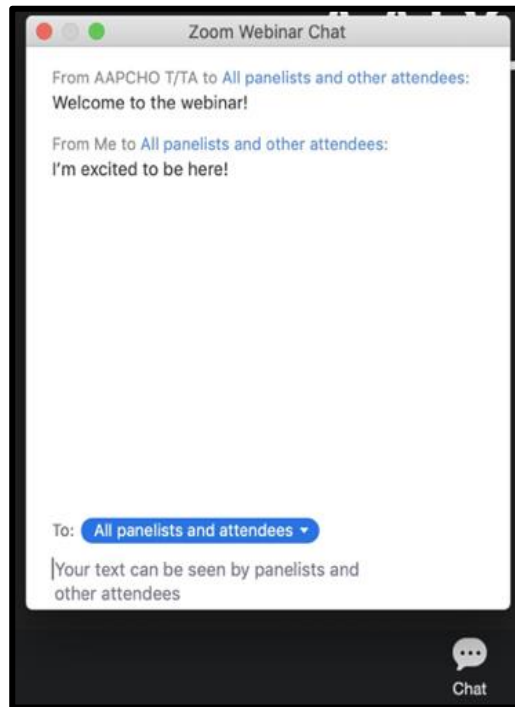 Zoom Webinar Chat
From AAPCHO T/TA to All panelists and other attendees:
Welcome to the webinar!
From Me to All panelists and other attendees:
I'm excited to be here!
To: All panelists and attendees
Your text can be seen by panelists and
other attendees
Chat